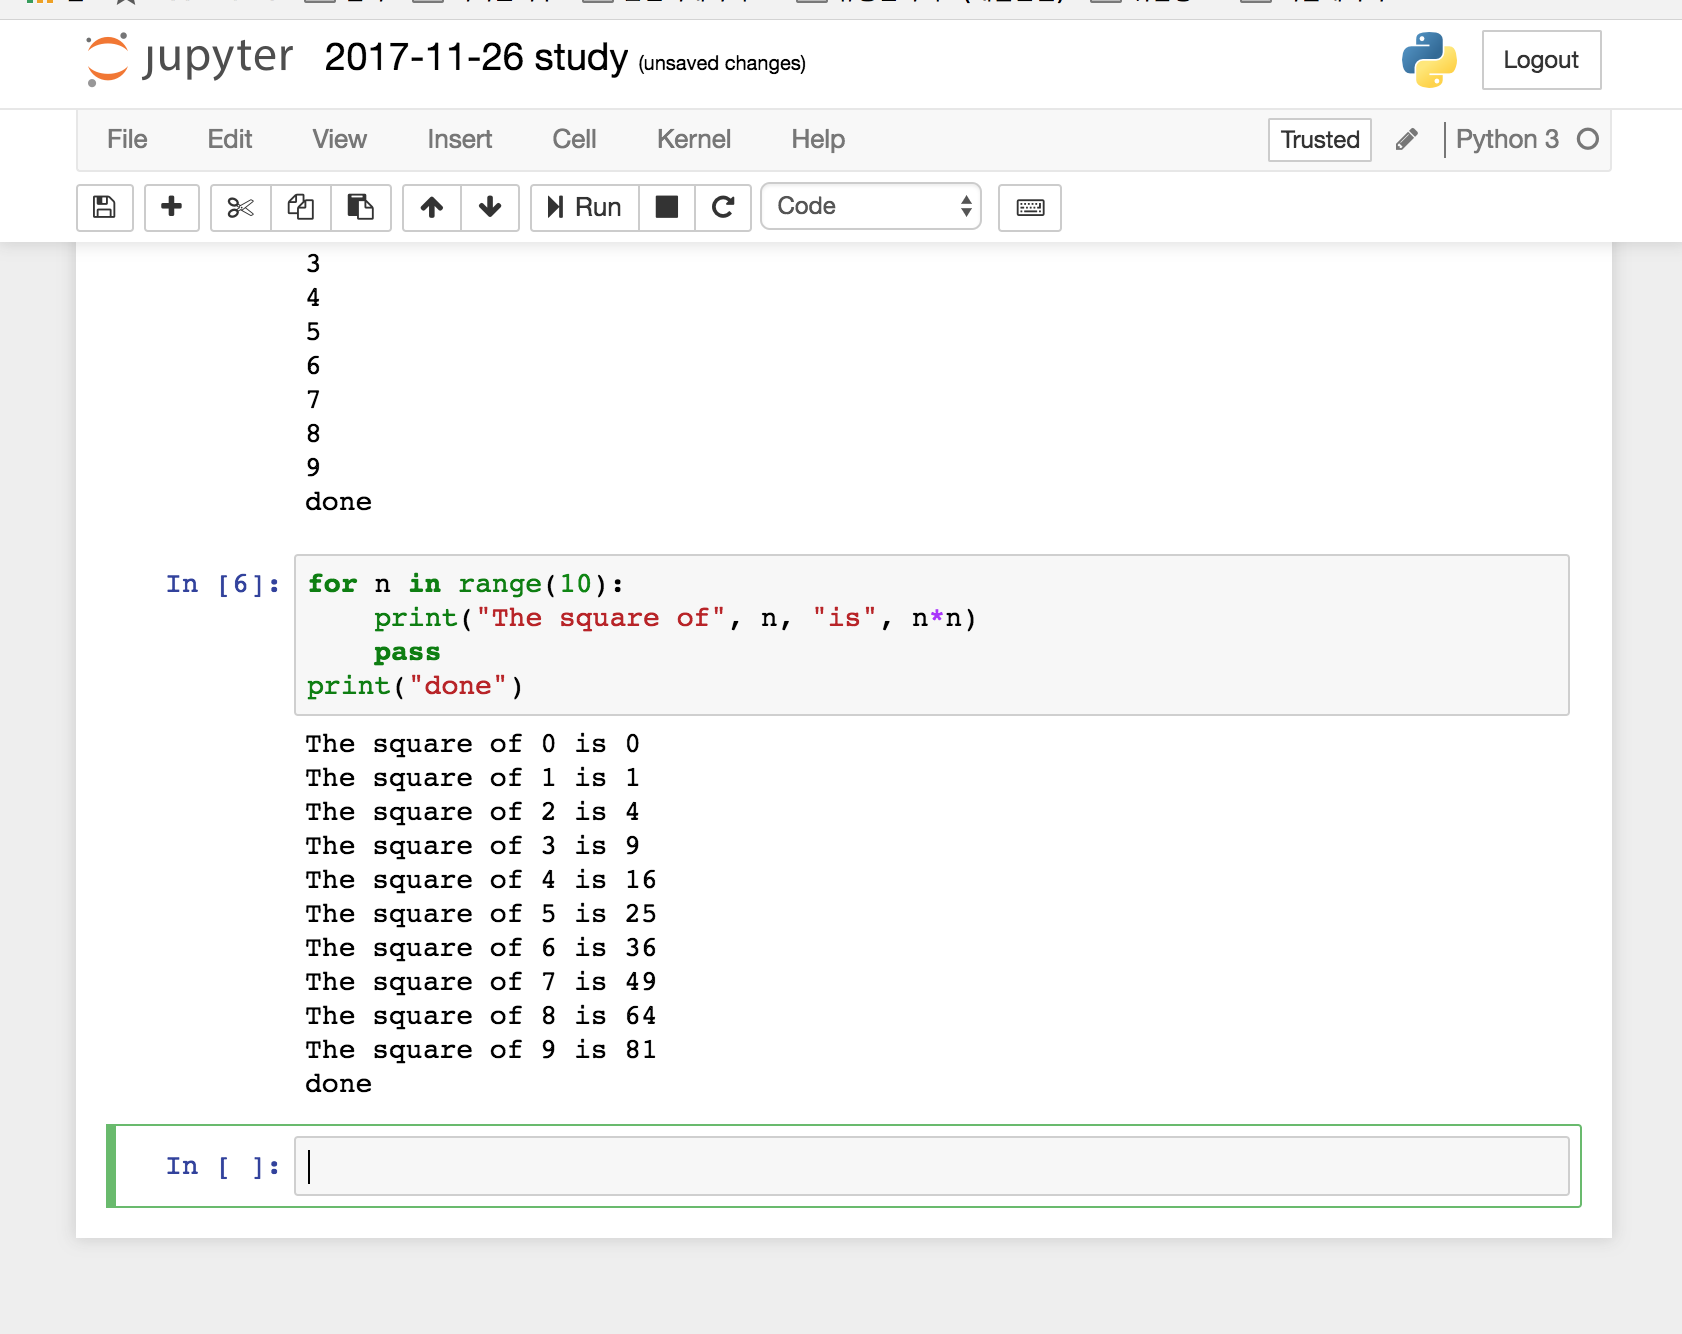 jupyter 2017-11-26 study (unsaved changes)
Logout
File Edit View Insert Cell Kernel Help Trusted Python 3
Run Code
3
4
5
6
7
8
9
done
In [6]: for n in range(10):
    print("The square of", n, "is", n*n)
    pass
print("done")
The square of 0 is 0
The square of 1 is 1
The square of 2 is 4
The square of 3 is 9
The square of 4 is 16
The square of 5 is 25
The square of 6 is 36
The square of 7 is 49
The square of 8 is 64
The square of 9 is 81
done
In [ ]: